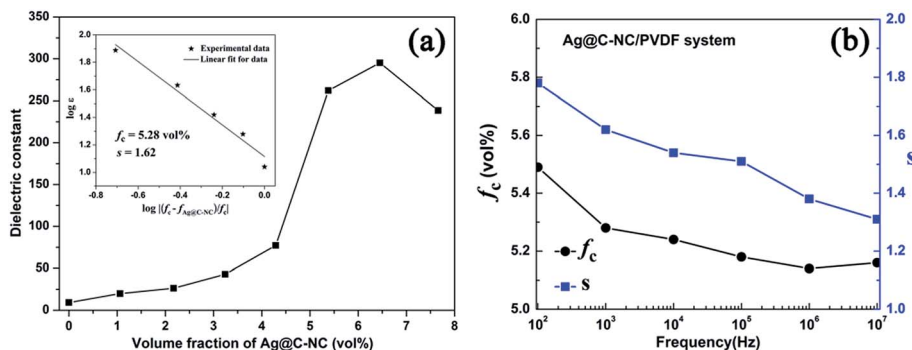 (a)
Dielectric constant
350
300
250
200
150
100
50
0
0 1 2 3 4 5 6 7 8
Volume fraction of Ag@C-NC (vol%)
log ε
2.0
1.8
1.6
1.4
1.2
1.0
-0.8 -0.6 -0.4 -0.2 0.0
log |(fc - fAg@C-NC)/fc|
Experimental data
Linear fit for data
fc = 5.28 vol%
s = 1.62
(b)
Ag@C-NC/PVDF system
fc (vol%)
6.0
5.8
5.6
5.4
5.2
5.0
10² 10³ 10⁴ 10⁵ 10⁶ 10⁷
Frequency(Hz)
fc
s
2.0
1.8
1.6
1.4
1.2
1.0
s